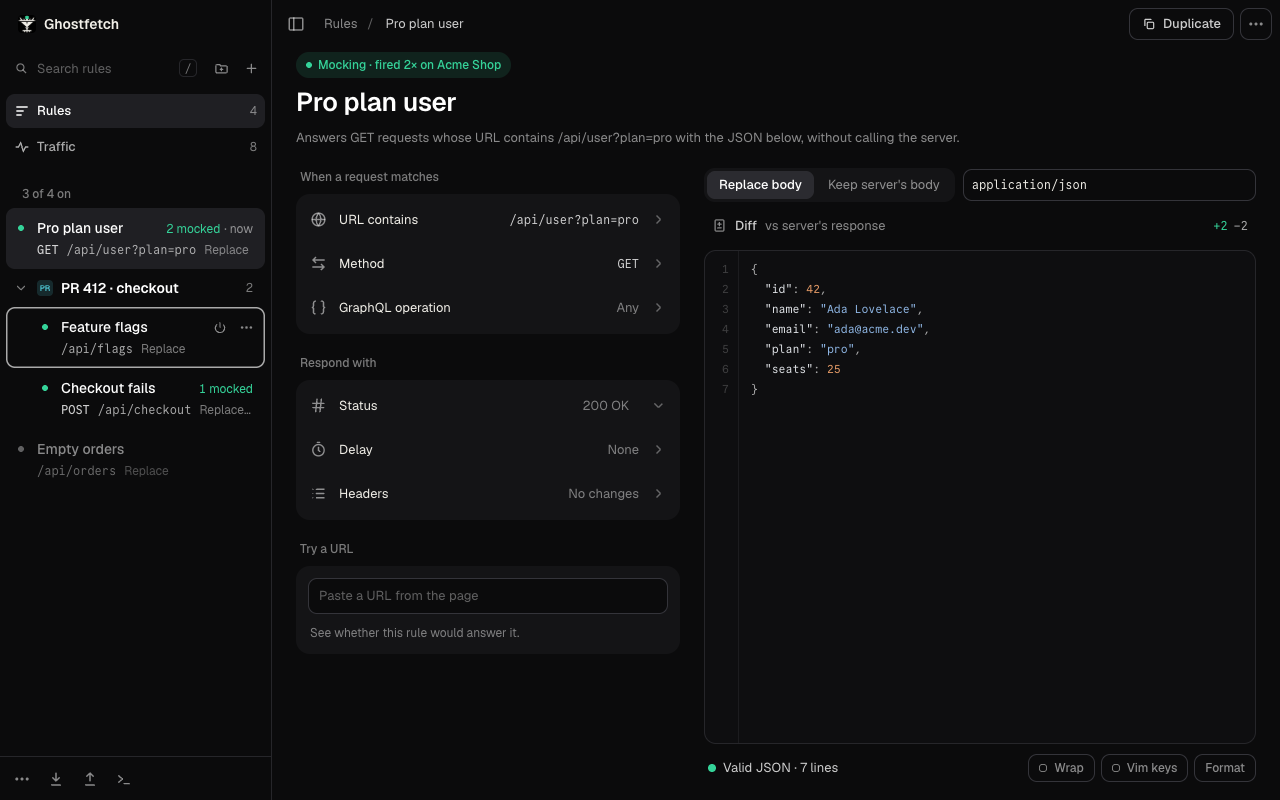 Ghostfetch
Search rules /
Rules 4
Traffic 8
3 of 4 on
Pro plan user 2 mocked · now
GET /api/user?plan=pro Replace
PR PR 412 · checkout 2
Feature flags
/api/flags Replace
Checkout fails 1 mocked
POST /api/checkout Replace…
Empty orders
/api/orders Replace
Rules / Pro plan user
Duplicate
Mocking · fired 2× on Acme Shop
Pro plan user
Answers GET requests whose URL contains /api/user?plan=pro with the JSON below, without calling the server.
When a request matches
URL contains /api/user?plan=pro
Method GET
GraphQL operation Any
Respond with
Status 200 OK
Delay None
Headers No changes
Try a URL
Paste a URL from the page
See whether this rule would answer it.
Replace body Keep server's body application/json
Diff vs server's response +2 −2
1 {
2 "id": 42,
3 "name": "Ada Lovelace",
4 "email": "ada@acme.dev",
5 "plan": "pro",
6 "seats": 25
7 }
Valid JSON · 7 lines
Wrap Vim keys Format